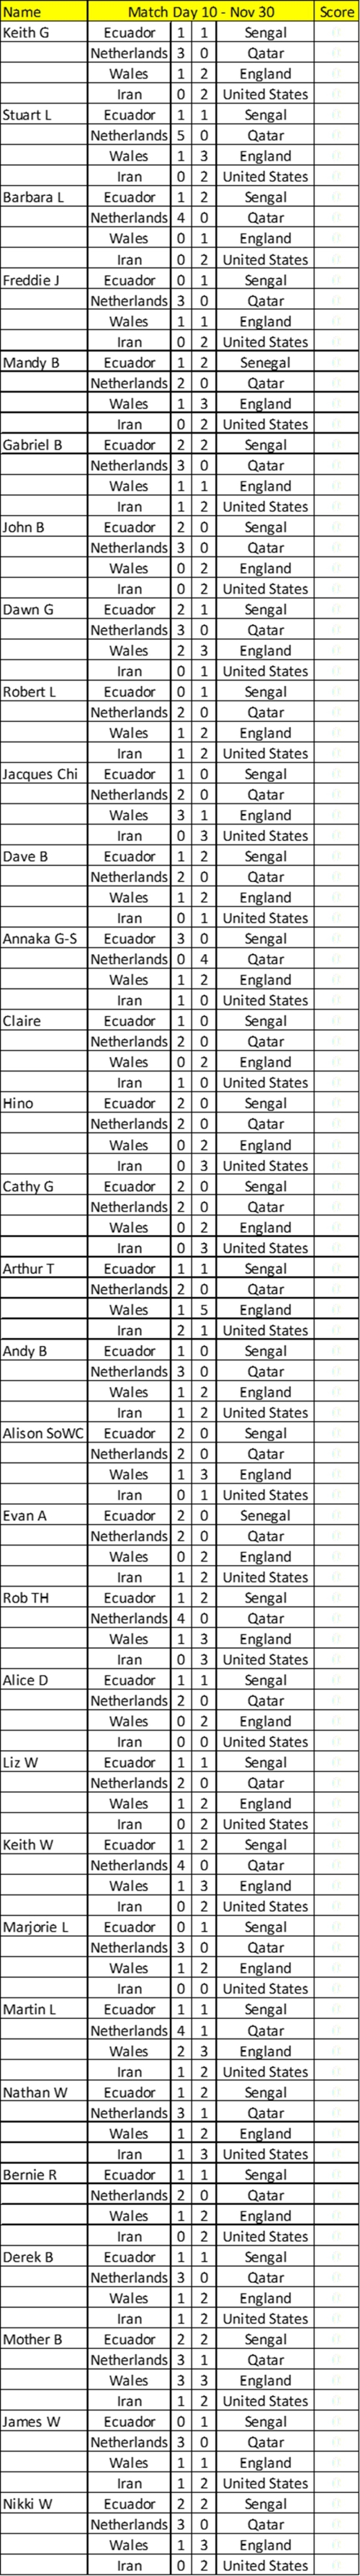 Name Match Day 10 - Nov 30 Score
Keith G Ecuador 1 1 Sengal
Netherlands 3 0 Qatar
Wales 1 2 England
Iran 0 2 United States
Stuart L Ecuador 1 1 Sengal
Netherlands 5 0 Qatar
Wales 1 3 England
Iran 0 2 United States
Barbara L Ecuador 1 2 Sengal
Netherlands 4 0 Qatar
Wales 0 1 England
Iran 0 2 United States
Freddie J Ecuador 0 1 Sengal
Netherlands 3 0 Qatar
Wales 1 1 England
Iran 0 2 United States
Mandy B Ecuador 1 2 Senegal
Netherlands 2 0 Qatar
Wales 1 3 England
Iran 0 2 United States
Gabriel B Ecuador 2 2 Sengal
Netherlands 3 0 Qatar
Wales 1 1 England
Iran 1 2 United States
John B Ecuador 2 0 Sengal
Netherlands 3 0 Qatar
Wales 0 2 England
Iran 0 2 United States
Dawn G Ecuador 2 1 Sengal
Netherlands 3 0 Qatar
Wales 2 3 England
Iran 0 1 United States
Robert L Ecuador 0 1 Sengal
Netherlands 2 0 Qatar
Wales 1 2 England
Iran 1 2 United States
Jacques Chi Ecuador 1 0 Sengal
Netherlands 2 0 Qatar
Wales 3 1 England
Iran 0 3 United States
Dave B Ecuador 1 2 Sengal
Netherlands 2 0 Qatar
Wales 1 2 England
Iran 0 1 United States
Annaka G-S Ecuador 3 0 Sengal
Netherlands 0 4 Qatar
Wales 1 2 England
Iran 1 0 United States
Claire Ecuador 1 0 Sengal
Netherlands 2 0 Qatar
Wales 0 2 England
Iran 1 0 United States
Hino Ecuador 2 0 Sengal
Netherlands 2 0 Qatar
Wales 0 2 England
Iran 0 3 United States
Cathy G Ecuador 2 0 Sengal
Netherlands 2 0 Qatar
Wales 0 2 England
Iran 0 3 United States
Arthur T Ecuador 1 1 Sengal
Netherlands 2 0 Qatar
Wales 1 5 England
Iran 2 1 United States
Andy B Ecuador 1 0 Sengal
Netherlands 3 0 Qatar
Wales 1 2 England
Iran 1 2 United States
Alison SoWC Ecuador 2 0 Sengal
Netherlands 2 0 Qatar
Wales 1 3 England
Iran 0 1 United States
Evan A Ecuador 2 0 Senegal
Netherlands 2 0 Qatar
Wales 0 2 England
Iran 1 2 United States
Rob TH Ecuador 1 2 Sengal
Netherlands 4 0 Qatar
Wales 1 3 England
Iran 0 3 United States
Alice D Ecuador 1 1 Sengal
Netherlands 2 0 Qatar
Wales 0 2 England
Iran 0 0 United States
Liz W Ecuador 1 1 Sengal
Netherlands 2 0 Qatar
Wales 1 2 England
Iran 0 2 United States
Keith W Ecuador 1 2 Sengal
Netherlands 4 0 Qatar
Wales 1 3 England
Iran 0 2 United States
Marjorie L Ecuador 0 1 Sengal
Netherlands 3 0 Qatar
Wales 1 2 England
Iran 0 0 United States
Martin L Ecuador 1 1 Sengal
Netherlands 4 1 Qatar
Wales 2 3 England
Iran 1 2 United States
Nathan W Ecuador 1 2 Sengal
Netherlands 3 1 Qatar
Wales 1 2 England
Iran 1 3 United States
Bernie R Ecuador 1 1 Sengal
Netherlands 2 0 Qatar
Wales 1 2 England
Iran 0 2 United States
Derek B Ecuador 1 1 Sengal
Netherlands 3 0 Qatar
Wales 1 2 England
Iran 1 2 United States
Mother B Ecuador 2 2 Sengal
Netherlands 3 1 Qatar
Wales 3 3 England
Iran 1 2 United States
James W Ecuador 0 1 Sengal
Netherlands 3 0 Qatar
Wales 1 1 England
Iran 1 2 United States
Nikki W Ecuador 2 2 Sengal
Netherlands 3 0 Qatar
Wales 1 3 England
Iran 0 2 United States